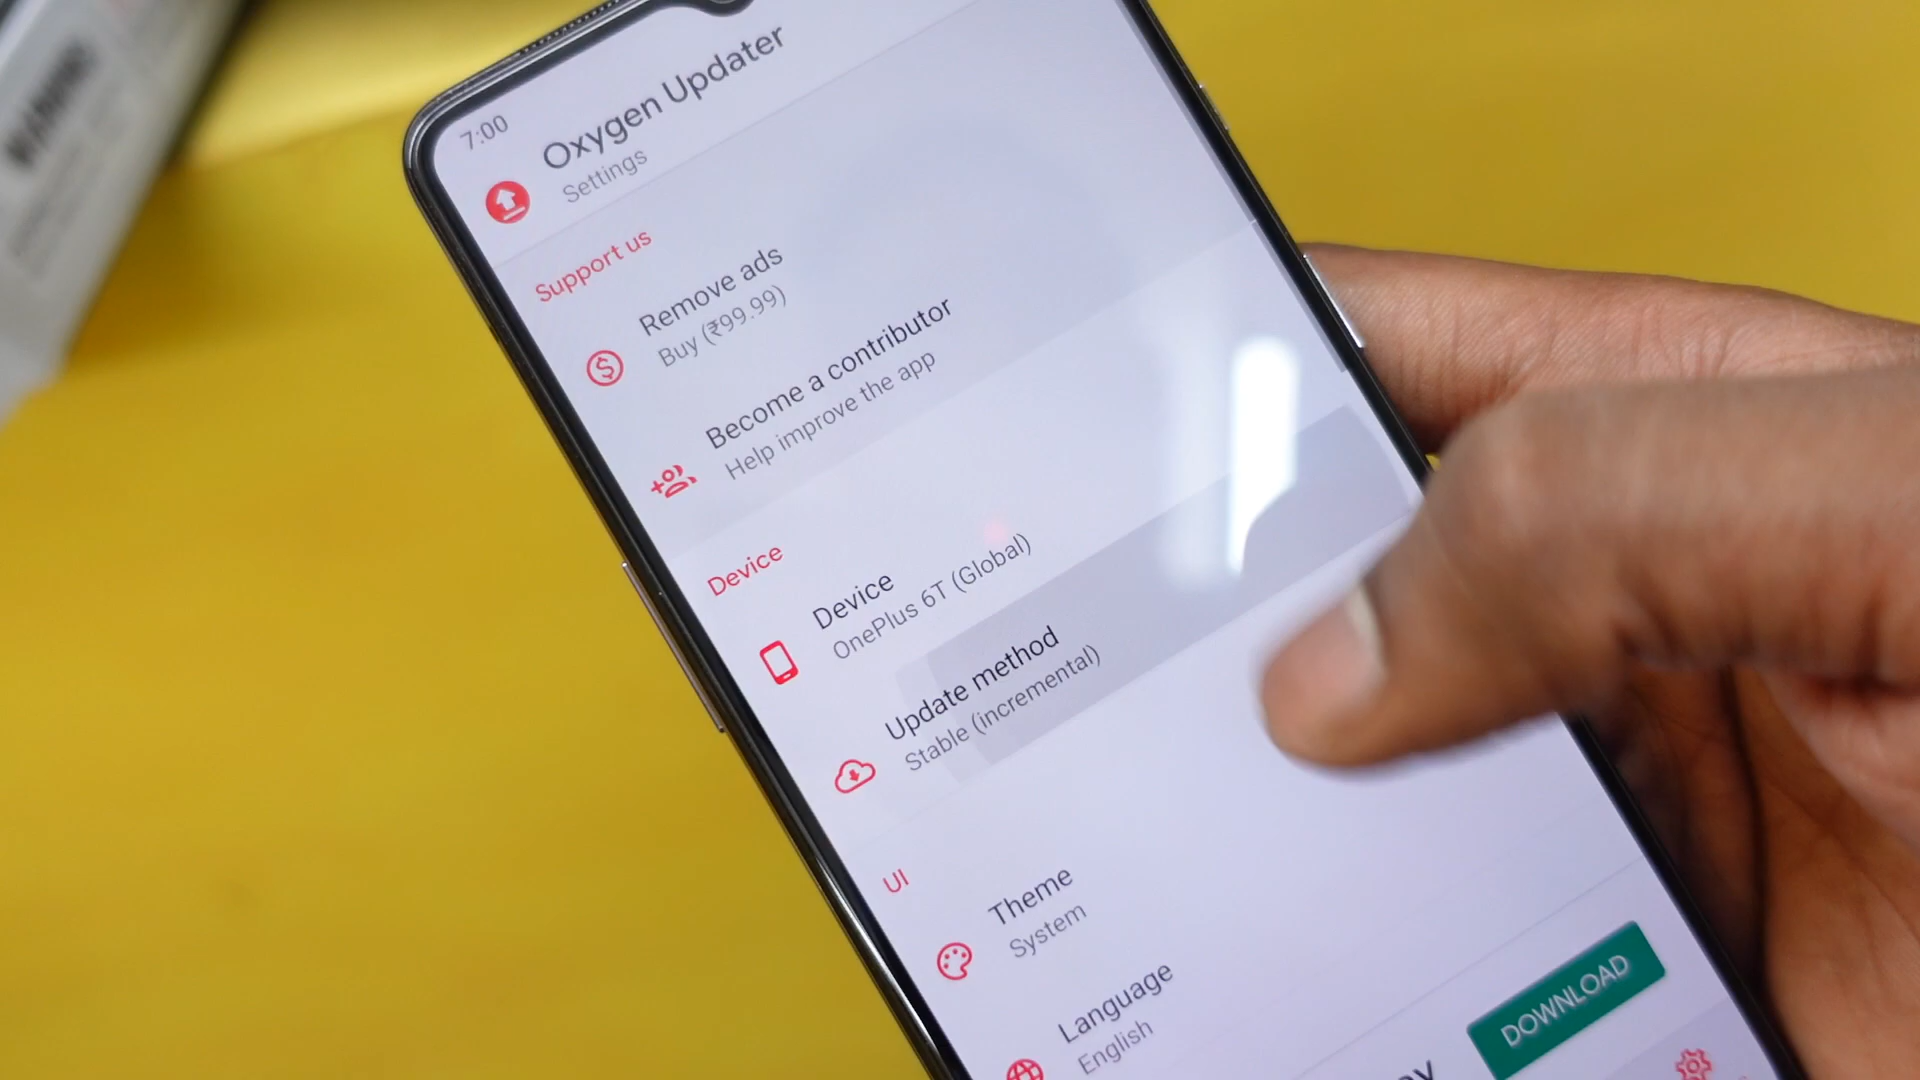 WARNING
7:00
Oxygen Updater
Settings
Support us
Remove ads
Buy (₹99.99)
Become a contributor
Help improve the app
Device
Device
OnePlus 6T (Global)
Update method
Stable (incremental)
UI
Theme
System
Language
English
DOWNLOAD